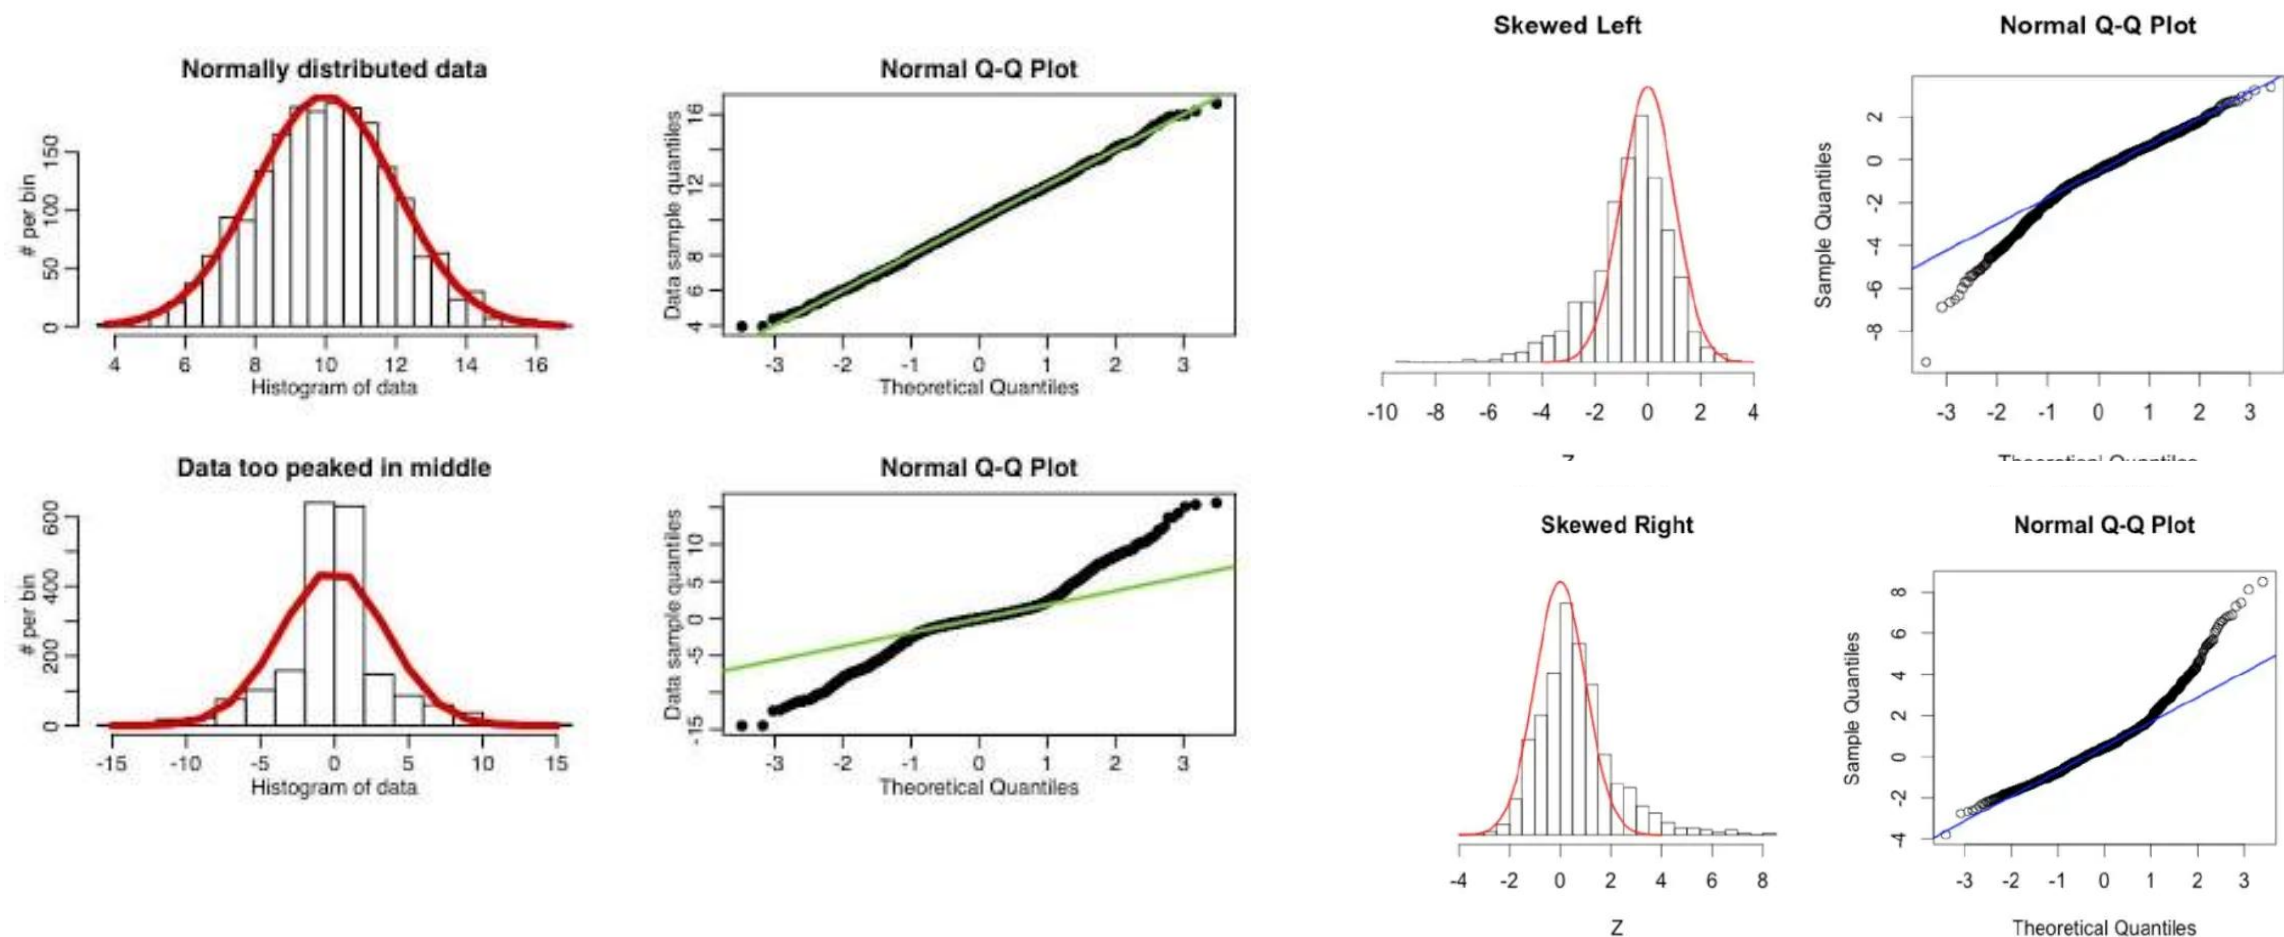 Normally distributed data
# per bin
150
100
50
0
4 6 8 10 12 14 16
Histogram of data
Normal Q-Q Plot
Data sample quantiles
16
12
8
6
4
-3 -2 -1 0 1 2 3
Theoretical Quantiles
Skewed Left
-10 -8 -6 -4 -2 0 2 4
Normal Q-Q Plot
Sample Quantiles
2
0
-2
-4
-6
-8
-3 -2 -1 0 1 2 3
Data too peaked in middle
# per bin
600
400
200
0
-15 -10 -5 0 5 10 15
Histogram of data
Normal Q-Q Plot
Data sample quantiles
10
5
0
-5
-15
-3 -2 -1 0 1 2 3
Theoretical Quantiles
Skewed Right
-4 -2 0 2 4 6 8
Z
Normal Q-Q Plot
Sample Quantiles
8
6
4
2
0
-2
-4
-3 -2 -1 0 1 2 3
Theoretical Quantiles